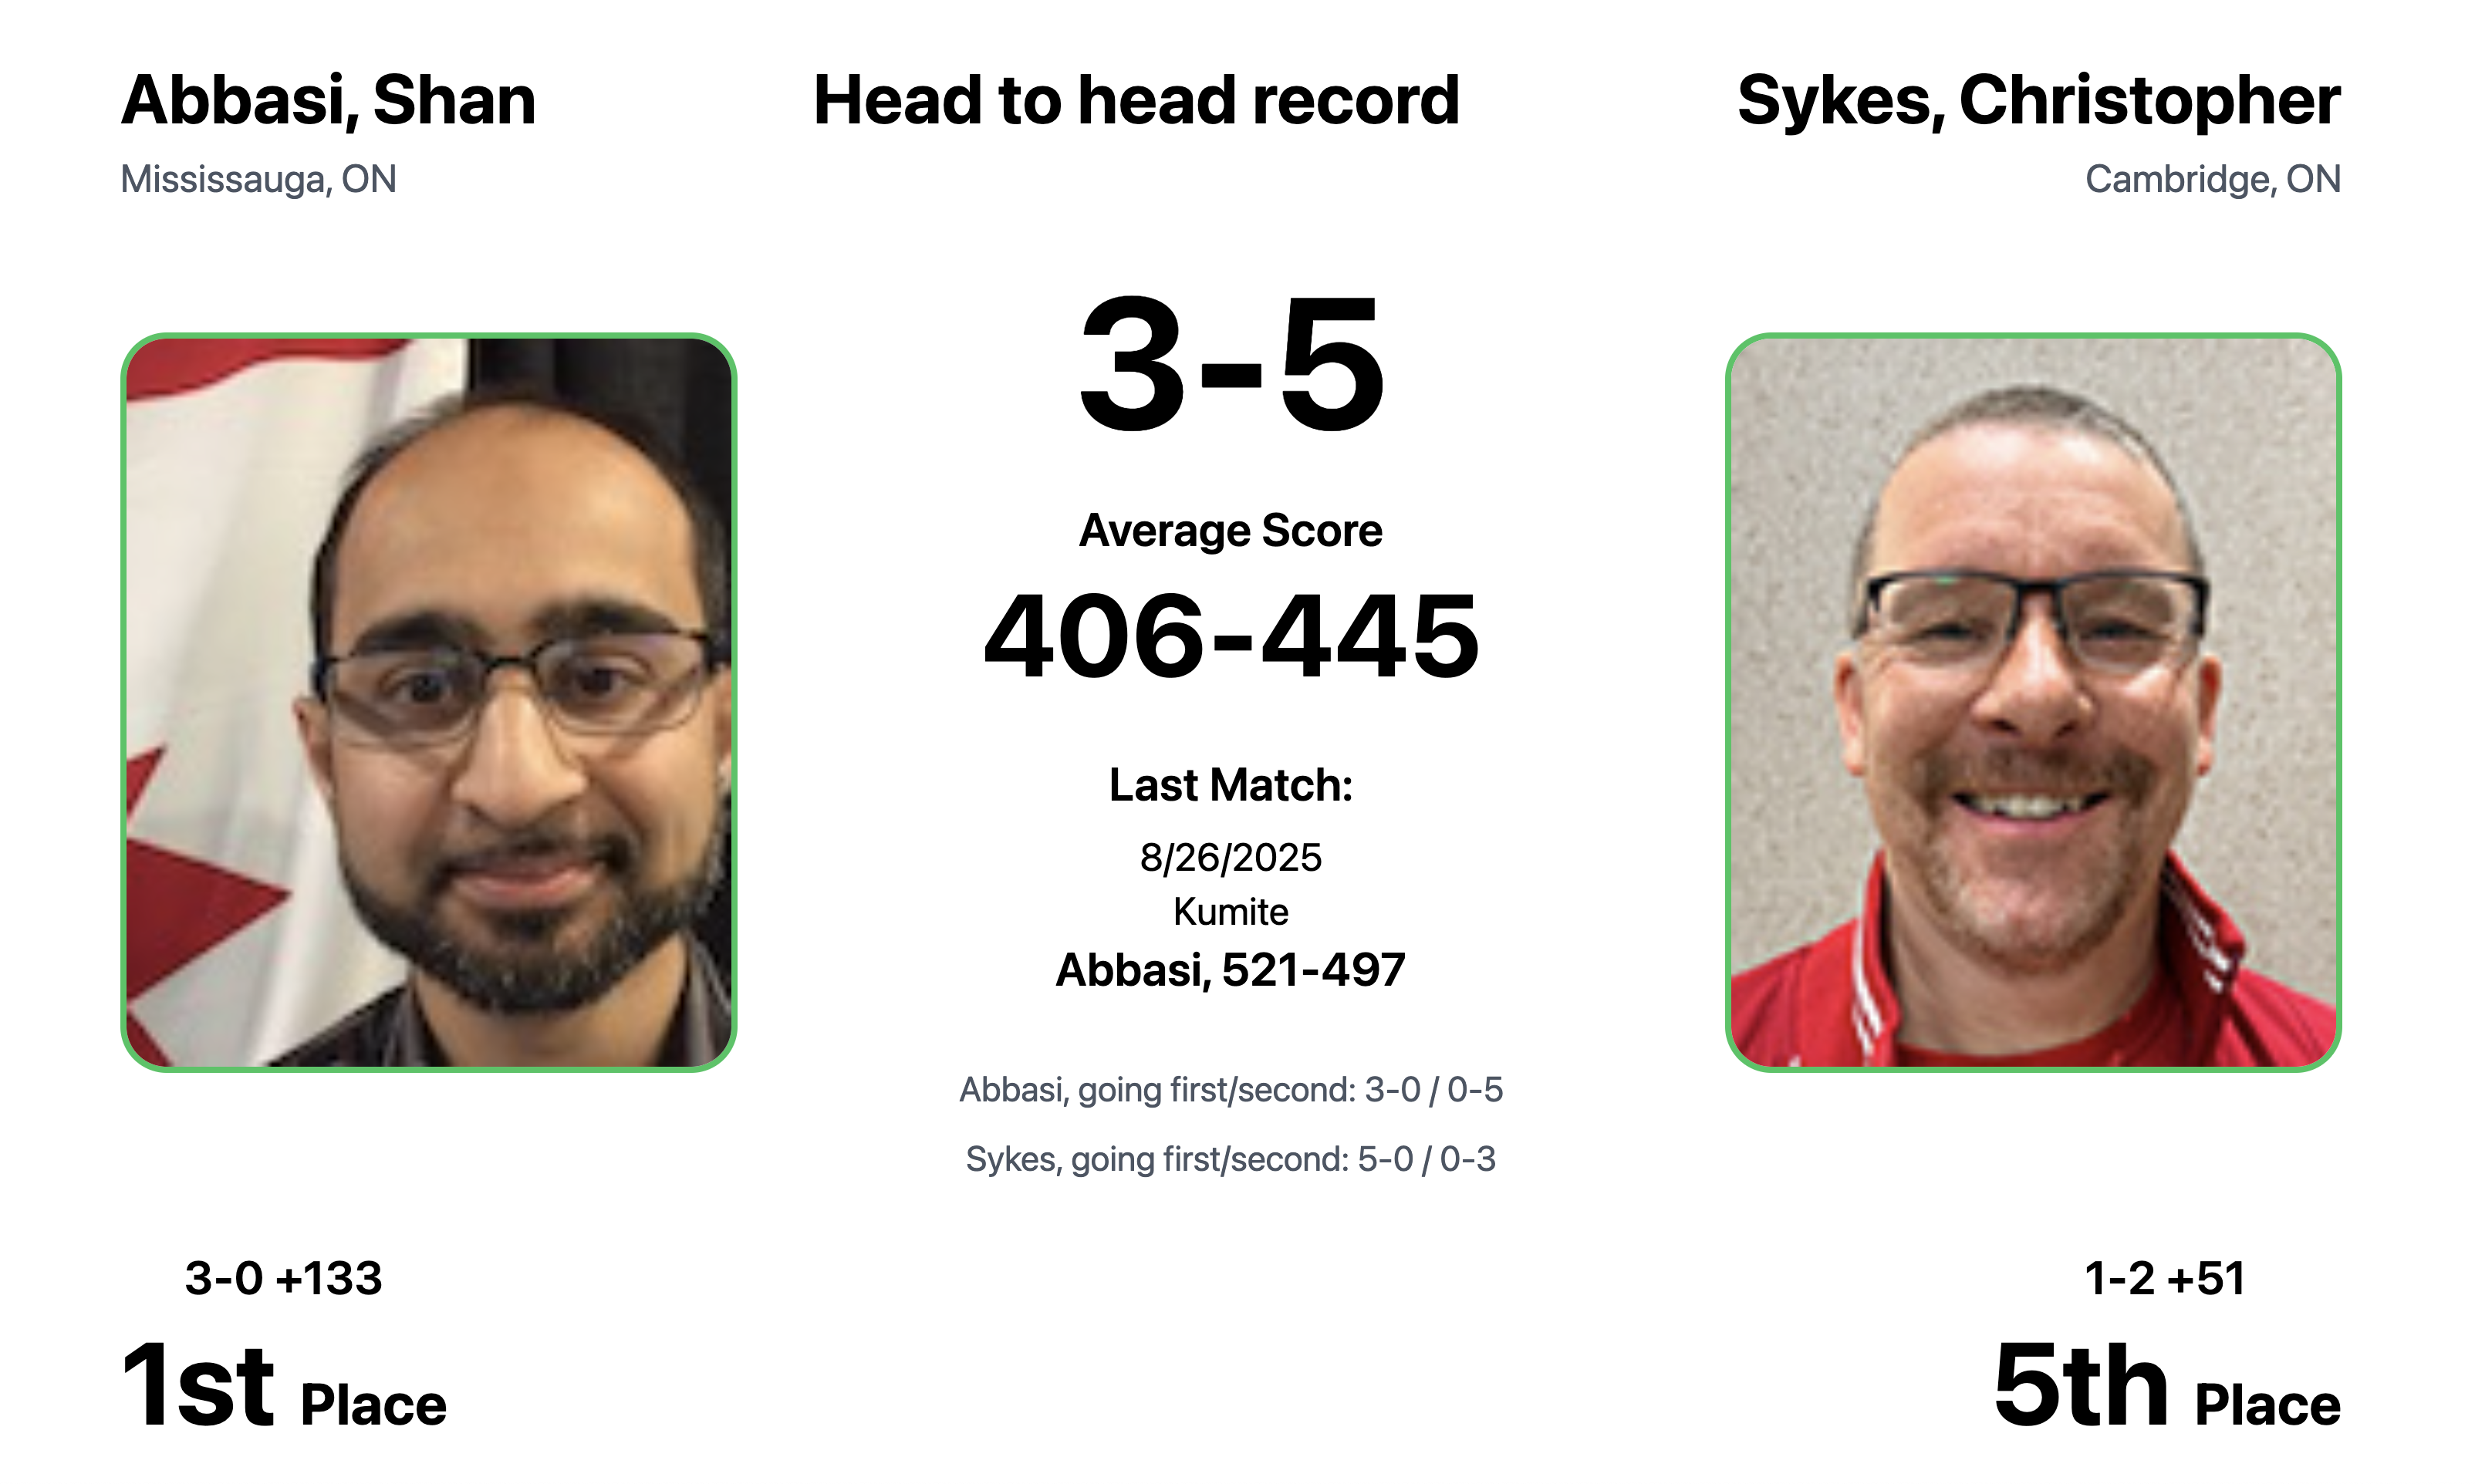 Abbasi, Shan
Mississauga, ON
Head to head record
Sykes, Christopher
Cambridge, ON
3-5
Average Score
406-445
Last Match:
8/26/2025
Kumite
Abbasi, 521-497
Abbasi, going first/second: 3-0 / 0-5
Sykes, going first/second: 5-0 / 0-3
3-0 +133
1st Place
1-2 +51
5th Place